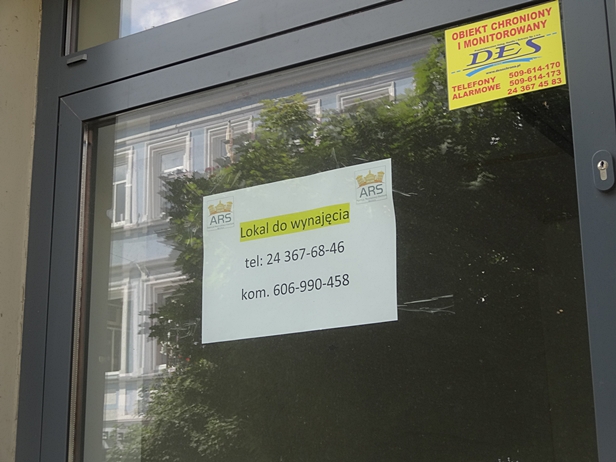 OBIEKT CHRONIONY
I MONITOROWANY
DES
TELEFONY
ALARMOWE
509-614-170
509-614-173
24 367 45 83
ARS
ARS
Lokal do wynajęcia
tel: 24 367-68-46
kom. 606-990-458